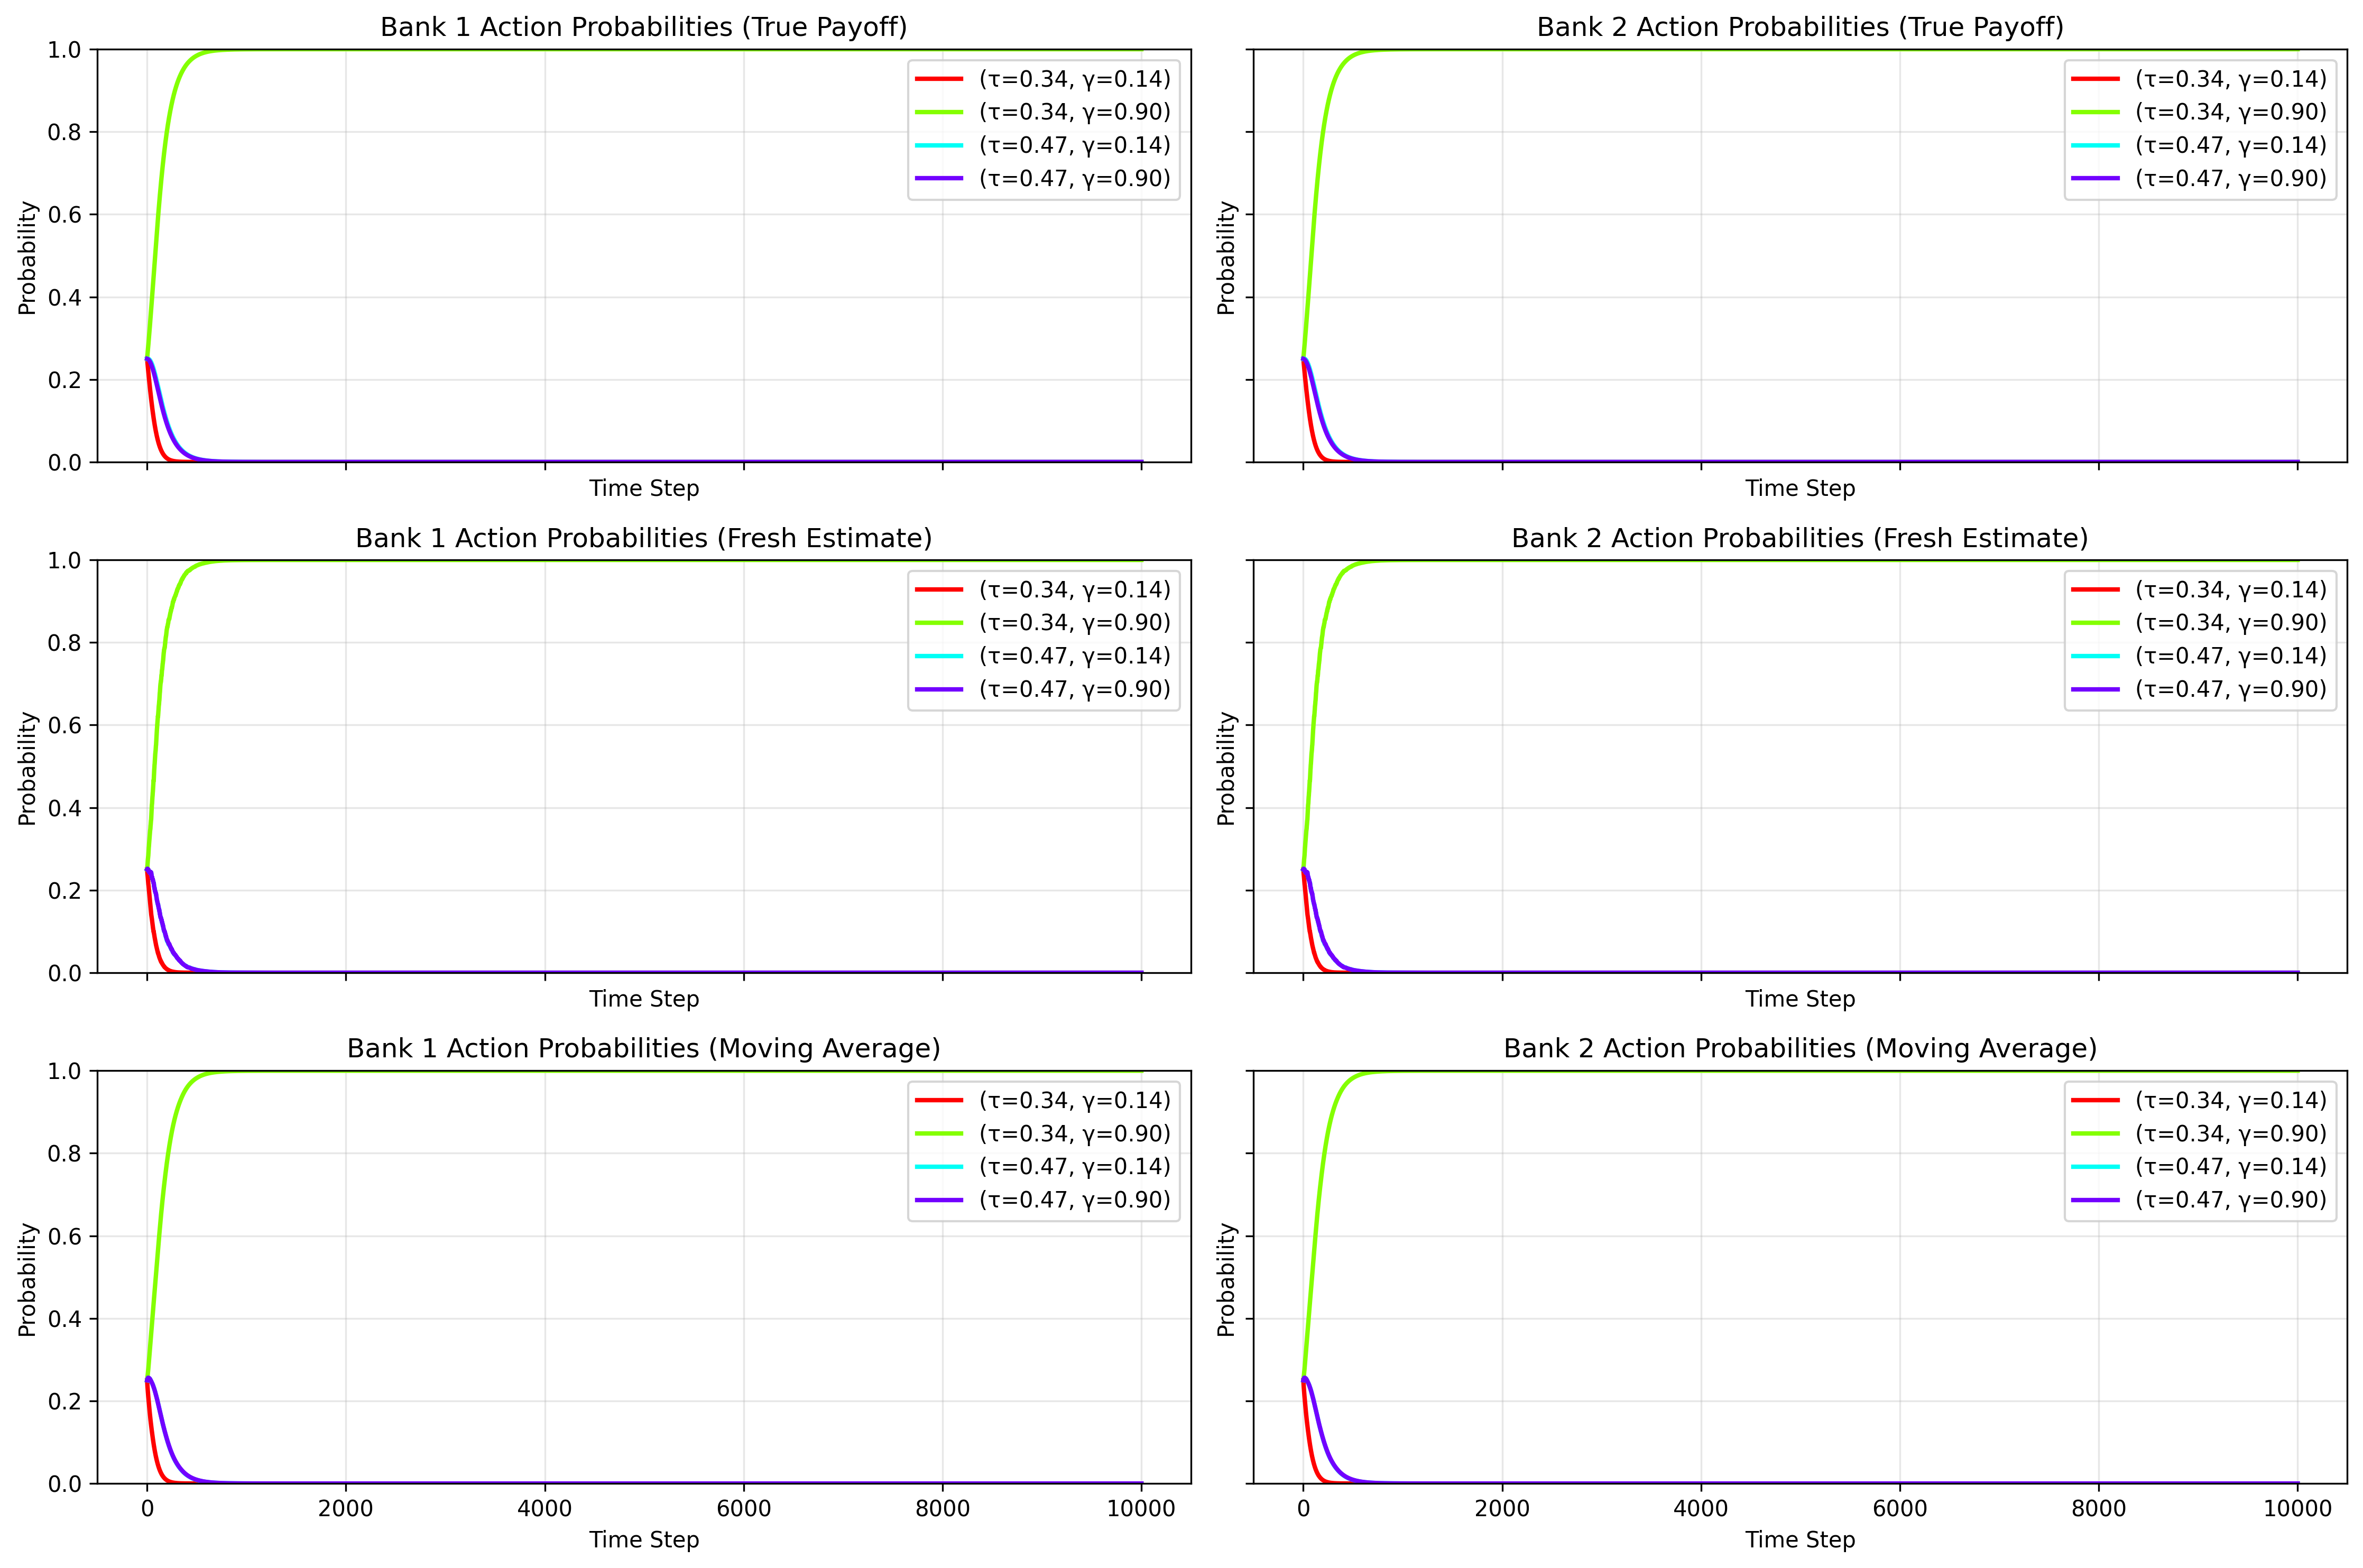 Bank 1 Action Probabilities (True Payoff)
Probability
1.0
0.8
0.6
0.4
0.2
0.0
(τ=0.34, γ=0.14)
(τ=0.34, γ=0.90)
(τ=0.47, γ=0.14)
(τ=0.47, γ=0.90)
Time Step
Bank 2 Action Probabilities (True Payoff)
Probability
(τ=0.34, γ=0.14)
(τ=0.34, γ=0.90)
(τ=0.47, γ=0.14)
(τ=0.47, γ=0.90)
Time Step
Bank 1 Action Probabilities (Fresh Estimate)
Probability
1.0
0.8
0.6
0.4
0.2
0.0
(τ=0.34, γ=0.14)
(τ=0.34, γ=0.90)
(τ=0.47, γ=0.14)
(τ=0.47, γ=0.90)
Time Step
Bank 2 Action Probabilities (Fresh Estimate)
Probability
(τ=0.34, γ=0.14)
(τ=0.34, γ=0.90)
(τ=0.47, γ=0.14)
(τ=0.47, γ=0.90)
Time Step
Bank 1 Action Probabilities (Moving Average)
Probability
1.0
0.8
0.6
0.4
0.2
0.0
(τ=0.34, γ=0.14)
(τ=0.34, γ=0.90)
(τ=0.47, γ=0.14)
(τ=0.47, γ=0.90)
0 2000 4000 6000 8000 10000
Time Step
Bank 2 Action Probabilities (Moving Average)
Probability
(τ=0.34, γ=0.14)
(τ=0.34, γ=0.90)
(τ=0.47, γ=0.14)
(τ=0.47, γ=0.90)
0 2000 4000 6000 8000 10000
Time Step